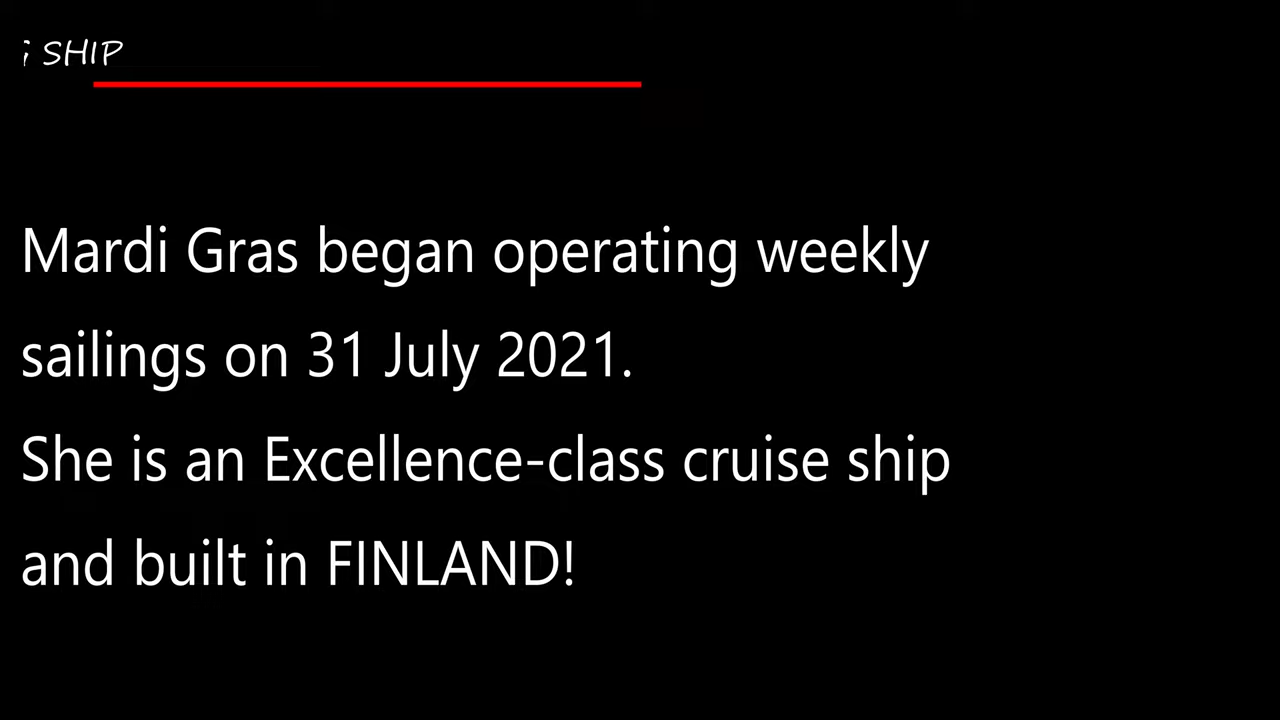 SHIP
Mardi Gras began operating weekly
sailings on 31 July 2021.
She is an Excellence-class cruise ship
and built in FINLAND!